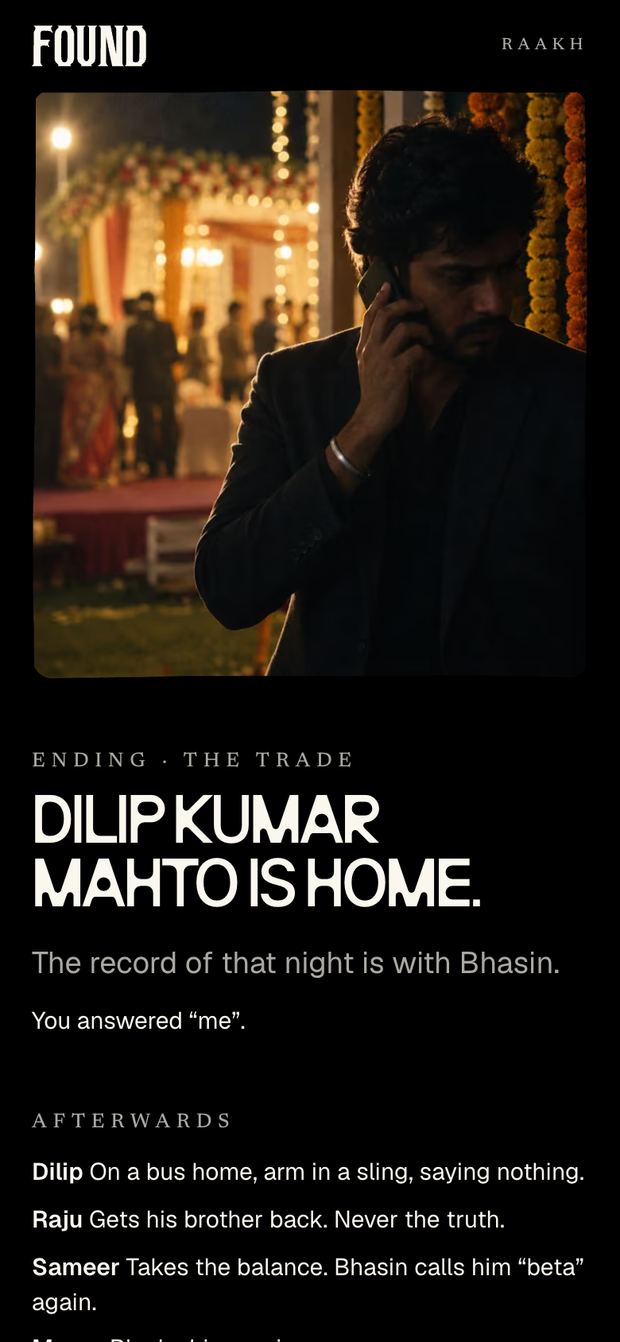 FOUND
RAAKH
ENDING · THE TRADE
DILIP KUMAR
MAHTO IS HOME.
The record of that night is with Bhasin.
You answered “me”.
AFTERWARDS
Dilip On a bus home, arm in a sling, saying nothing.
Raju Gets his brother back. Never the truth.
Sameer Takes the balance. Bhasin calls him “beta”
again.